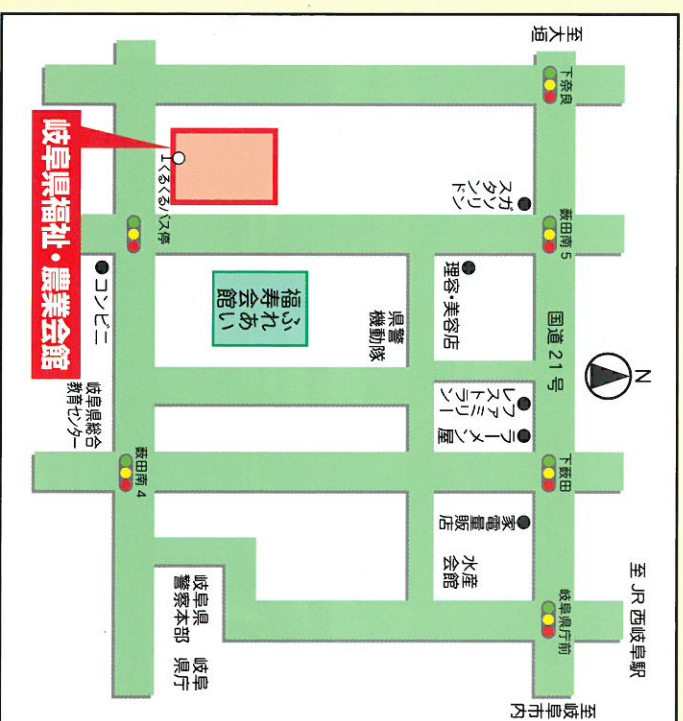 至 JR 西岐阜駅
N
至大垣
下奈良
薮田南 5
国道 21 号
下薮田
岐阜県庁前
至岐阜市内
ガソリン
スタンド
理容・美容店
ファミリー
レストラン
ラーメン屋
家電量販店
水産
会館
県警
機動隊
ふれあい
福寿会館
くるくるバス停
薮田南 4
岐阜県
警察本部
岐阜
県庁
コンビニ
岐阜県総合
教育センター
岐阜県福祉・農業会館